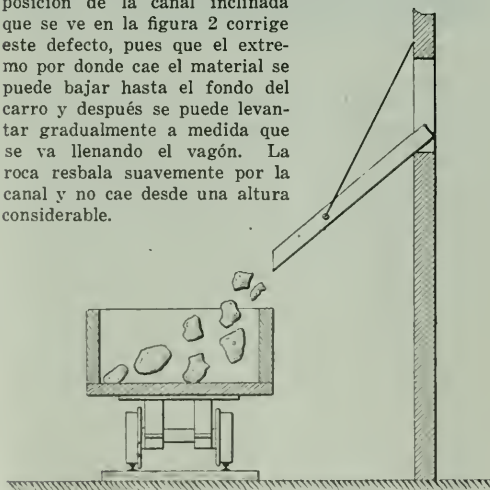 posición de la canal inclinada
que se ve en la figura 2 corrige
este defecto, pues que el extre-
mo por donde cae el material se
puede bajar hasta el fondo del
carro y después se puede levan-
tar gradualmente a medida que
se va llenando el vagón. La
roca resbala suavemente por la
canal y no cae desde una altura
considerable.